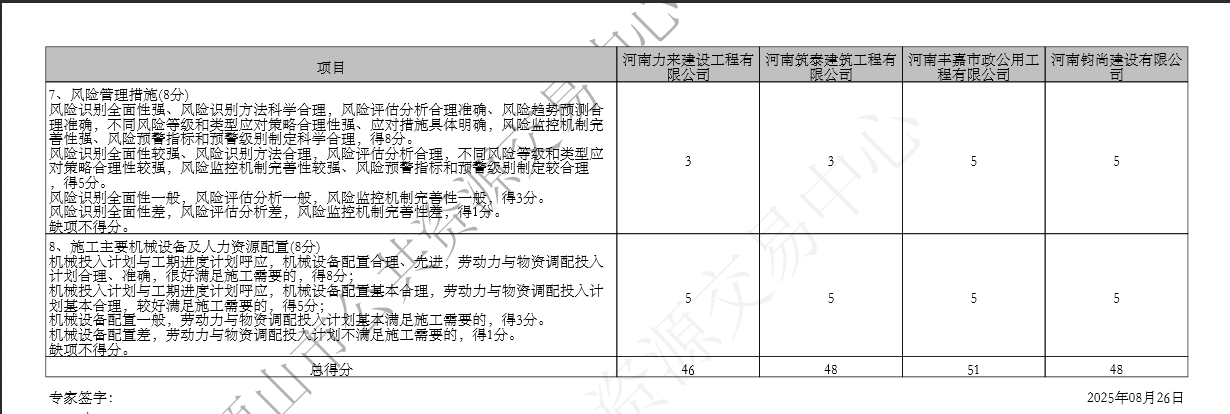 项目
河南力来建设工程有
限公司
河南筑泰建筑工程有
限公司
河南丰嘉市政公用工
程有限公司
河南钧尚建设有限公
司
7、风险管理措施(8分)
风险识别全面性强、风险识别方法科学合理，风险评估分析合理准确、风险趋势预测合
理准确，不同风险等级和类型应对策略合理性强、应对措施具体明确，风险监控机制完
善性强、风险预警指标和预警级别制定科学合理，得8分。
风险识别全面性较强、风险识别方法合理，风险评估分析合理，不同风险等级和类型应
对策略合理性较强，风险监控机制完善性较强、风险预警指标和预警级别制定较合理
，得5分。
风险识别全面性一般，风险评估分析一般，风险监控机制完善性一般，得3分。
风险识别全面性差，风险评估分析差，风险监控机制完善性差，得1分。
缺项不得分。
3
3
5
5
8、施工主要机械设备及人力资源配置(8分)
机械投入计划与工期进度计划呼应，机械设备配置合理、先进，劳动力与物资调配投入
计划合理、准确，很好满足施工需要的，得8分；
机械投入计划与工期进度计划呼应，机械设备配置基本合理，劳动力与物资调配投入计
划基本合理，较好满足施工需要的，得5分；
机械设备配置一般，劳动力与物资调配投入计划基本满足施工需要的，得3分。
机械设备配置差，劳动力与物资调配投入计划不满足施工需要的，得1分。
缺项不得分。
5
5
5
5
总得分
46
48
51
48
专家签字：
2025年08月26日
山市公共资源交易中心
资源交易中心